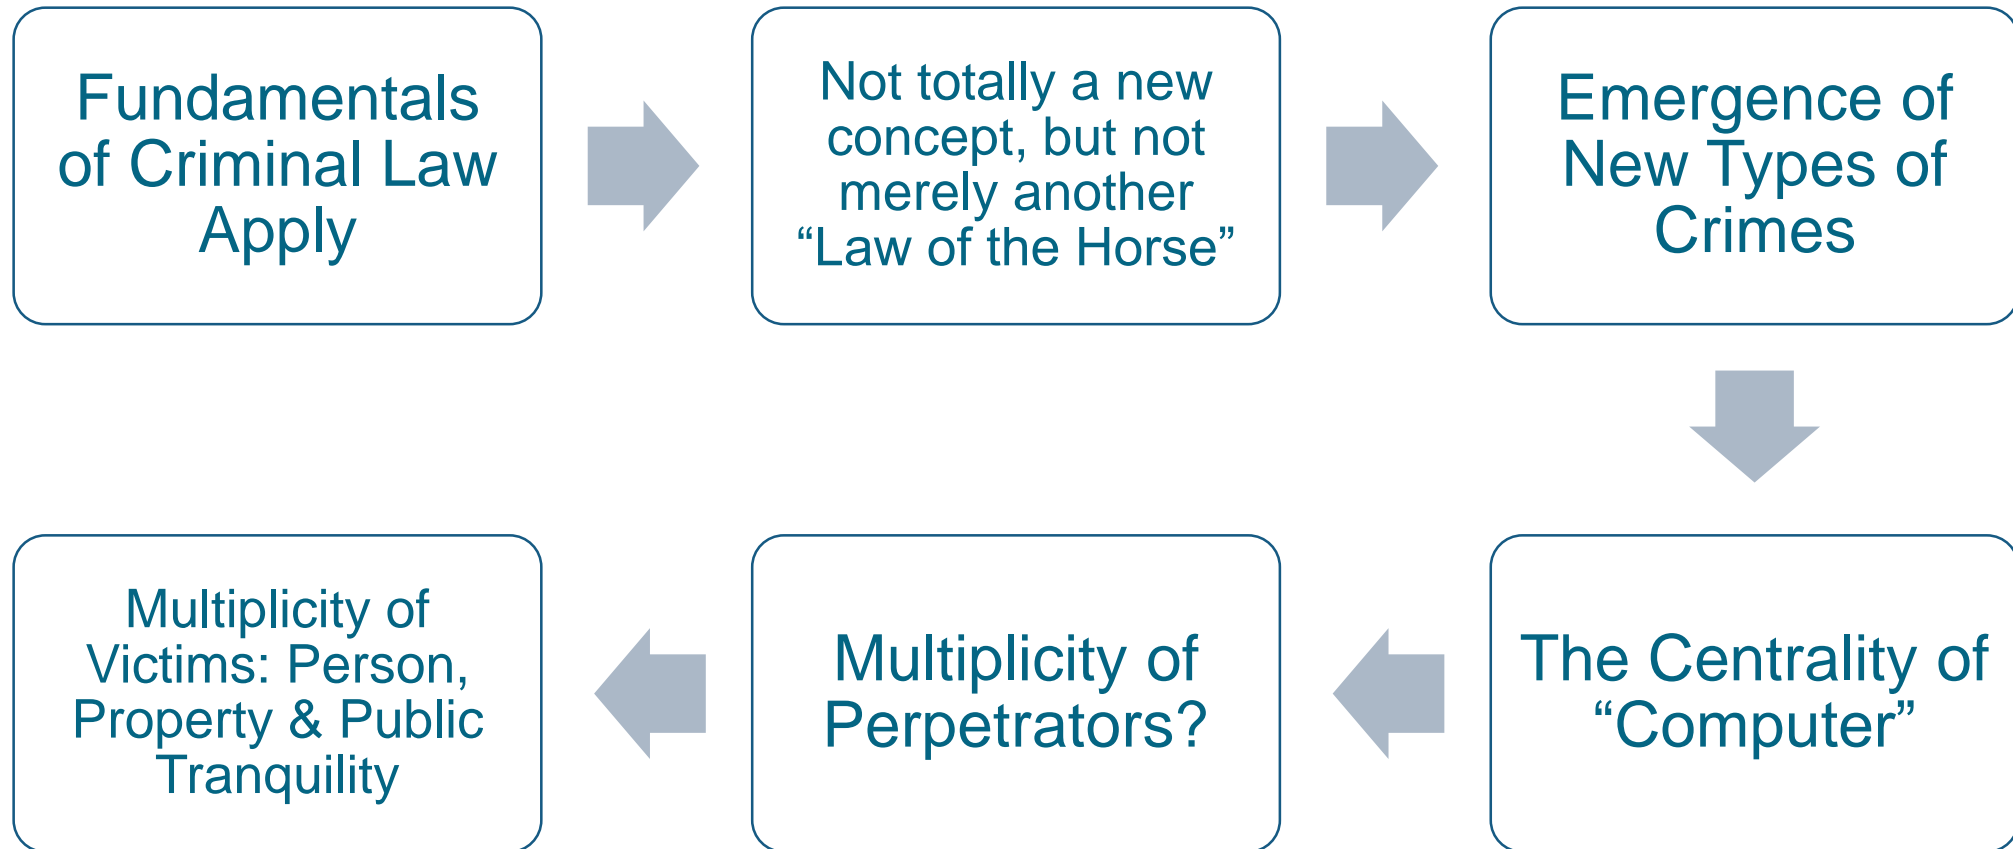 Fundamentals
of Criminal Law
Apply
Not totally a new
concept, but not
merely another
“Law of the Horse”
Emergence of
New Types of
Crimes
The Centrality of
“Computer”
Multiplicity of
Perpetrators?
Multiplicity of
Victims: Person,
Property & Public
Tranquility